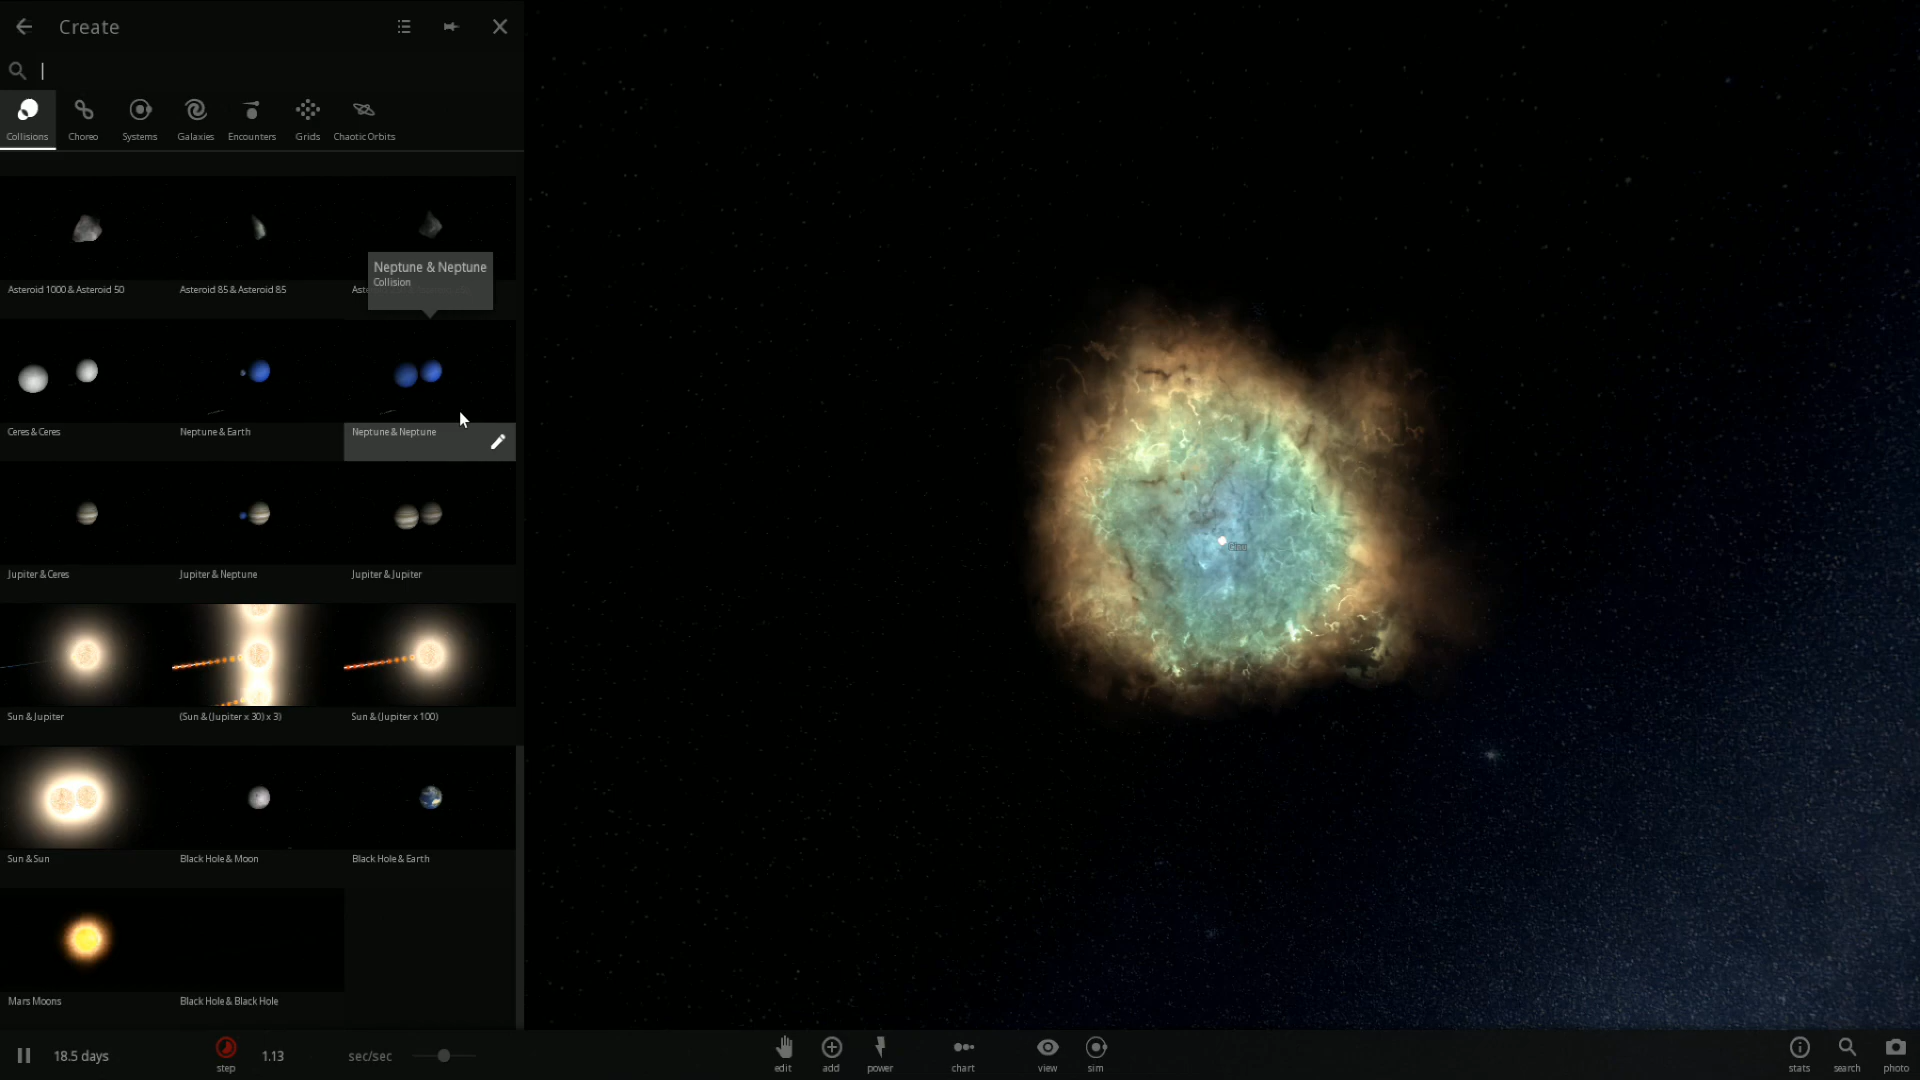 Create
Collisions
Choreo
Systems
Galaxies
Encounters
Grids
Chaotic Orbits
Neptune & Neptune
Collision
Asteroid 1000 & Asteroid 50
Asteroid 85 & Asteroid 85
Ceres & Ceres
Neptune & Earth
Neptune & Neptune
Jupiter & Ceres
Jupiter & Neptune
Jupiter & Jupiter
Sun & Jupiter
(Sun & (Jupiter x 30) x 3)
Sun & (Jupiter x 100)
Sun & Sun
Black Hole & Moon
Black Hole & Earth
Mars Moons
Black Hole & Black Hole
18.5 days
step
1.13
sec/sec
edit
add
power
chart
view
sim
stats
search
photo